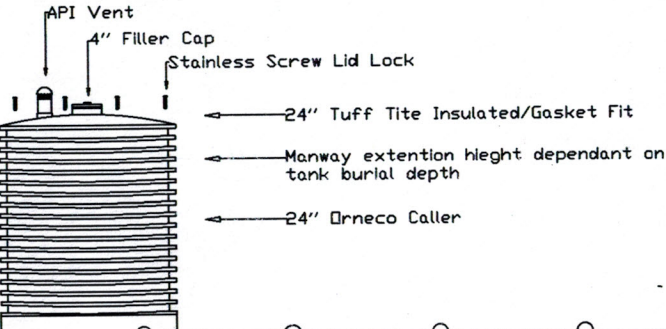 API Vent
4" Filler Cap
Stainless Screw Lid Lock
24" Tuff Tite Insulated/Gasket Fit
Manway extention hieght dependant on
tank burial depth
24" Orneco Caller